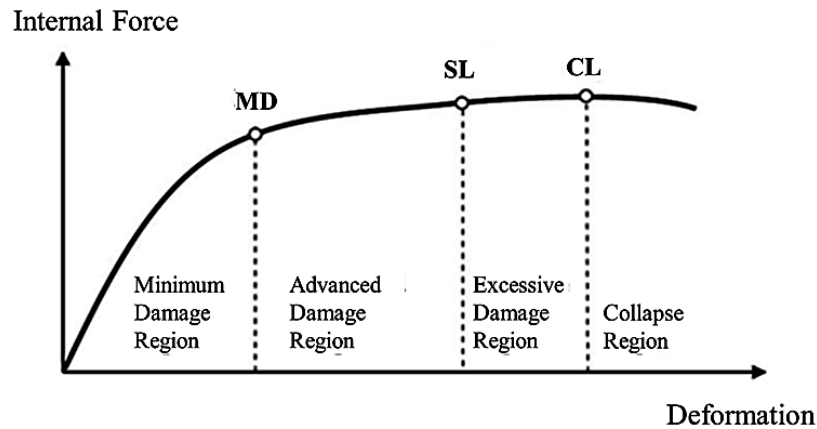 Internal Force
MD
SL
CL
Minimum
Damage
Region
Advanced
Damage
Region
Excessive
Damage
Region
Collapse
Region
Deformation